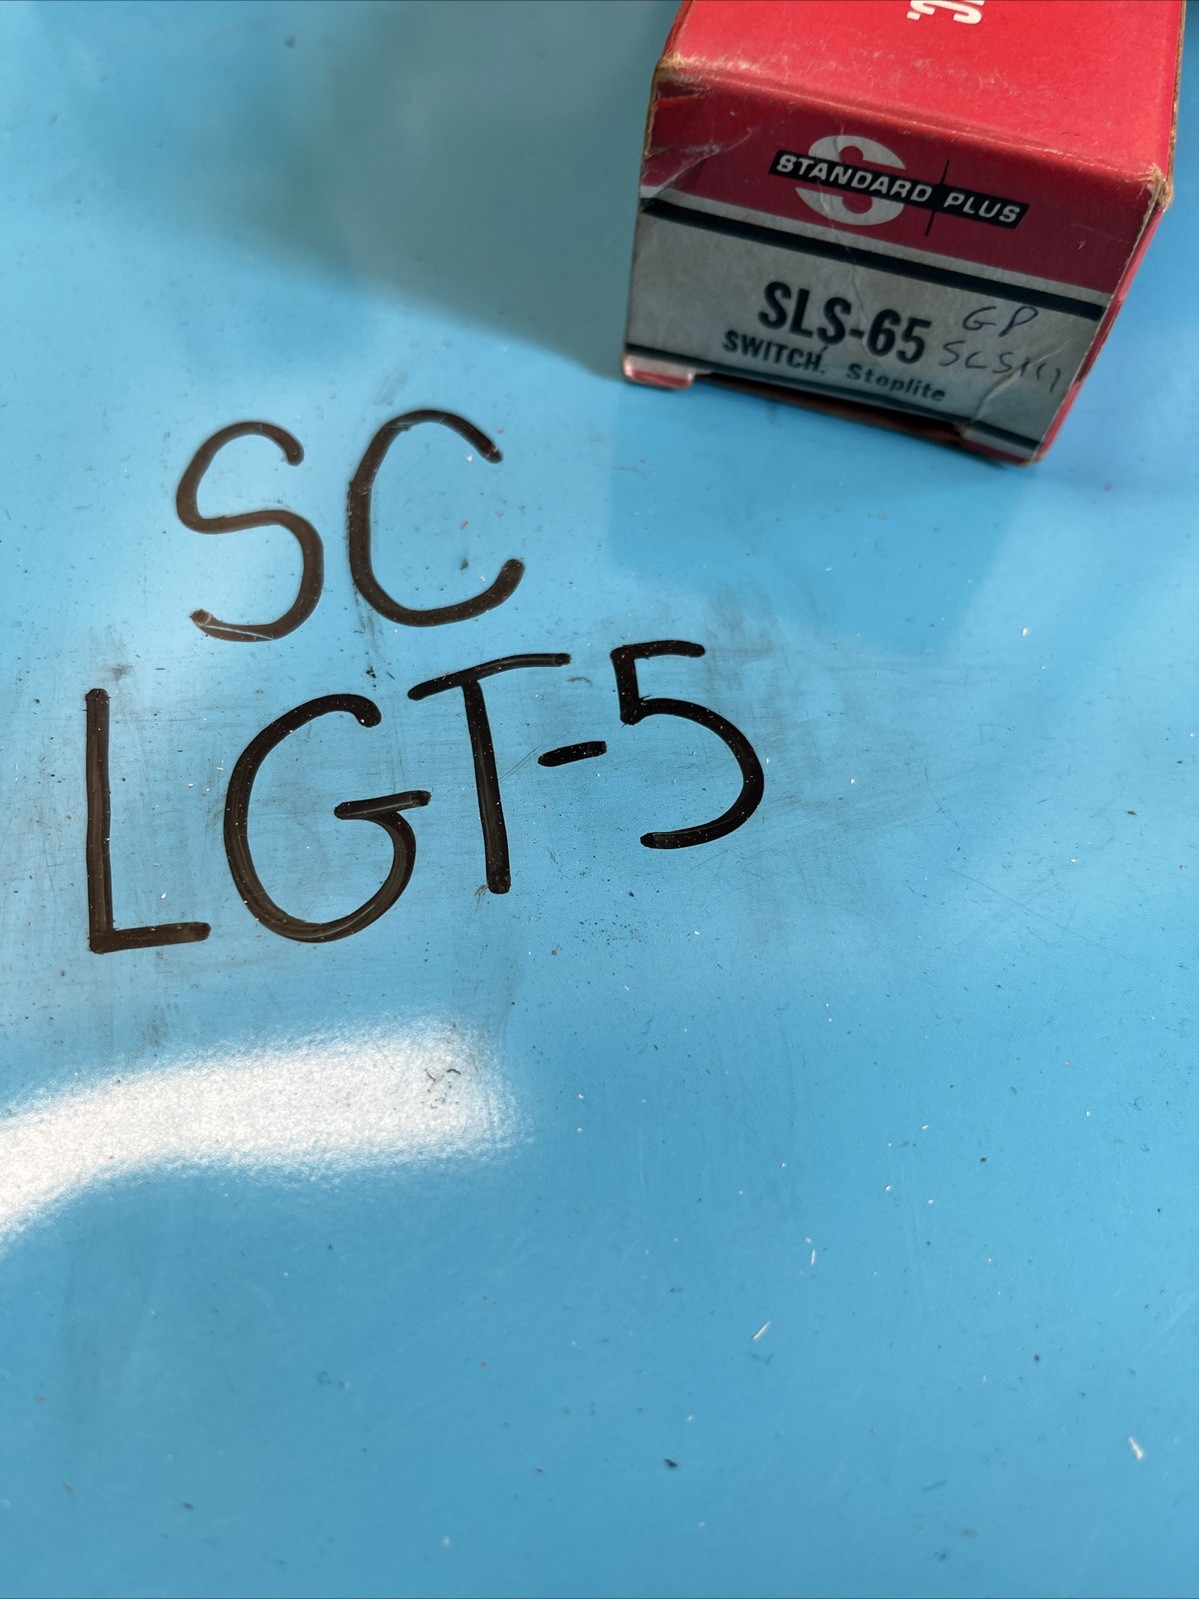 C.
STANDARD PLUS
SLS-65 GP
SWITCH, Stoplite
SC
LGT-5